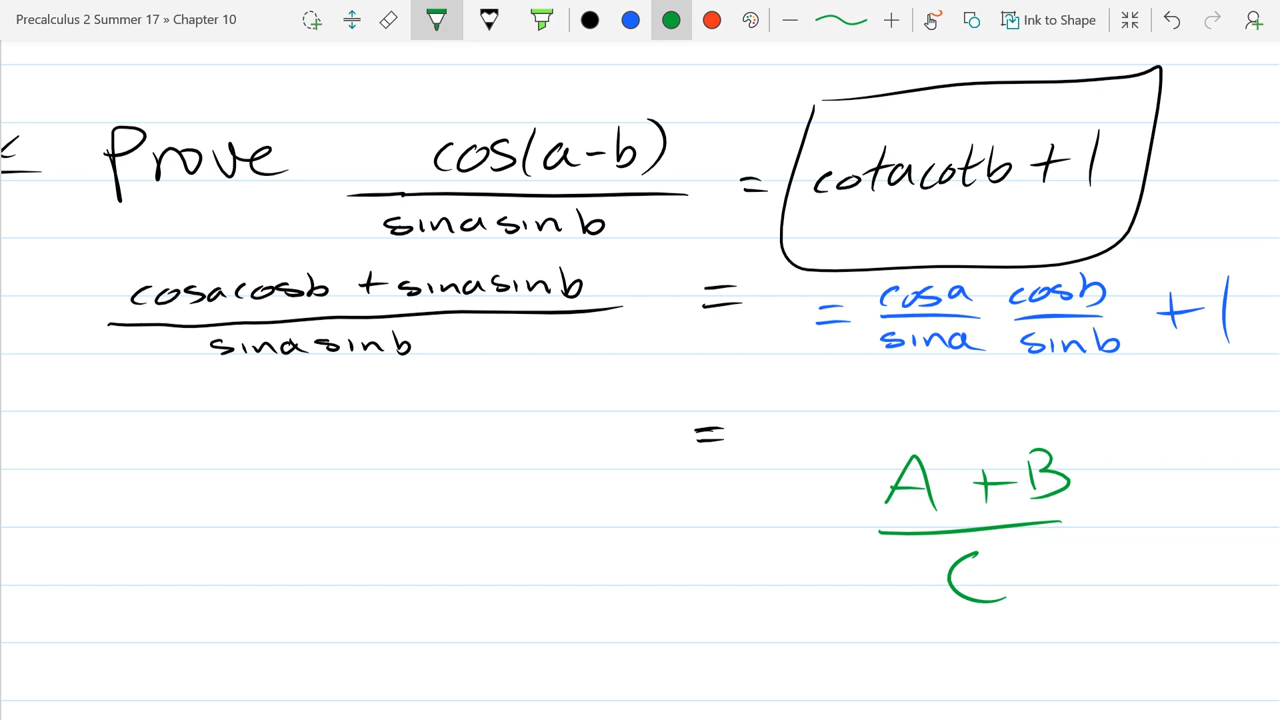 Precalculus 2 Summer 17 » Chapter 10
Ink to Shape
Prove cos(a-b) / sinasinb = cotacotb + 1
cosacosb + sinasinb / sinasinb = = cosa/sina cosb/sinb + 1
=
A + B
C